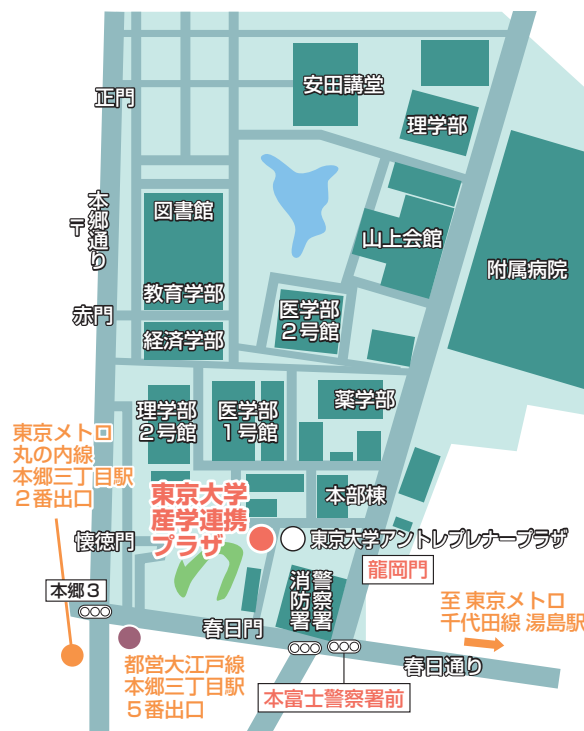 安田講堂
正門
理学部
本郷通り
〒
図書館
山上会館
附属病院
教育学部
医学部
２号館
赤門
経済学部
薬学部
理学部
２号館
医学部
１号館
東京メトロ
丸の内線
本郷三丁目駅
２番出口
東京大学
産学連携
プラザ
本部棟
懐徳門
東京大学アントレプレナープラザ
龍岡門
本郷３
警察署
消防署
春日門
至 東京メトロ
千代田線 湯島駅
都営大江戸線
本郷三丁目駅
５番出口
春日通り
本富士警察署前